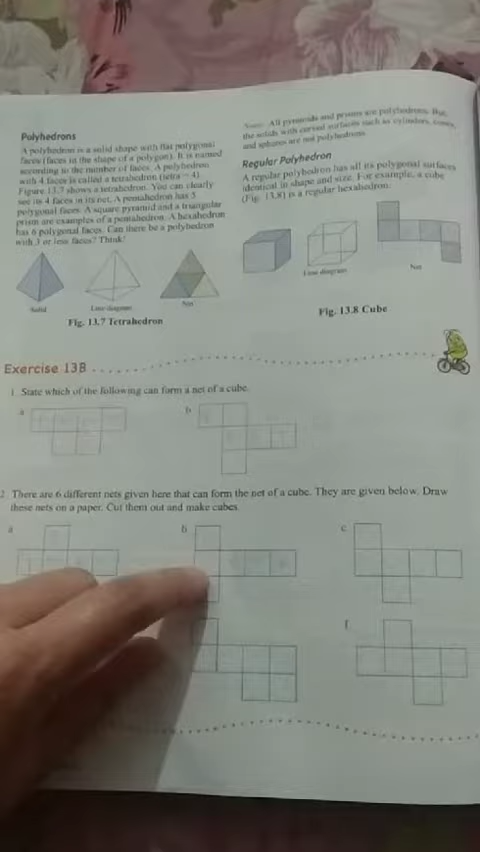 Polyhedrons
A polyhedron is a solid shape with flat polygonal
faces (faces in the shape of a polygon). It is named
according to the number of faces. A polyhedron
with 4 faces is called a tetrahedron (tetra = 4).
Figure 13.7 shows a tetrahedron. You can clearly
see its 4 faces in its net. A pentahedron has 5
polygonal faces. A square pyramid and a triangular
prism are examples of a pentahedron. A hexahedron
has 6 polygonal faces. Can there be a polyhedron
with 3 or less faces? Think!
Solid
Line diagram
Net
Fig. 13.7 Tetrahedron
Note: All pyramids and prisms are polyhedrons. But,
the solids with curved surfaces such as cylinders, cones,
and spheres are not polyhedrons.
Regular Polyhedron
A regular polyhedron has all its polygonal surfaces
identical in shape and size. For example, a cube
(Fig. 13.8) is a regular hexahedron.
Line diagram
Net
Fig. 13.8 Cube
Exercise 13B
1 State which of the following can form a net of a cube.
a
b
2 There are 6 different nets given here that can form the net of a cube. They are given below. Draw
these nets on a paper. Cut them out and make cubes.
a
b
c
f